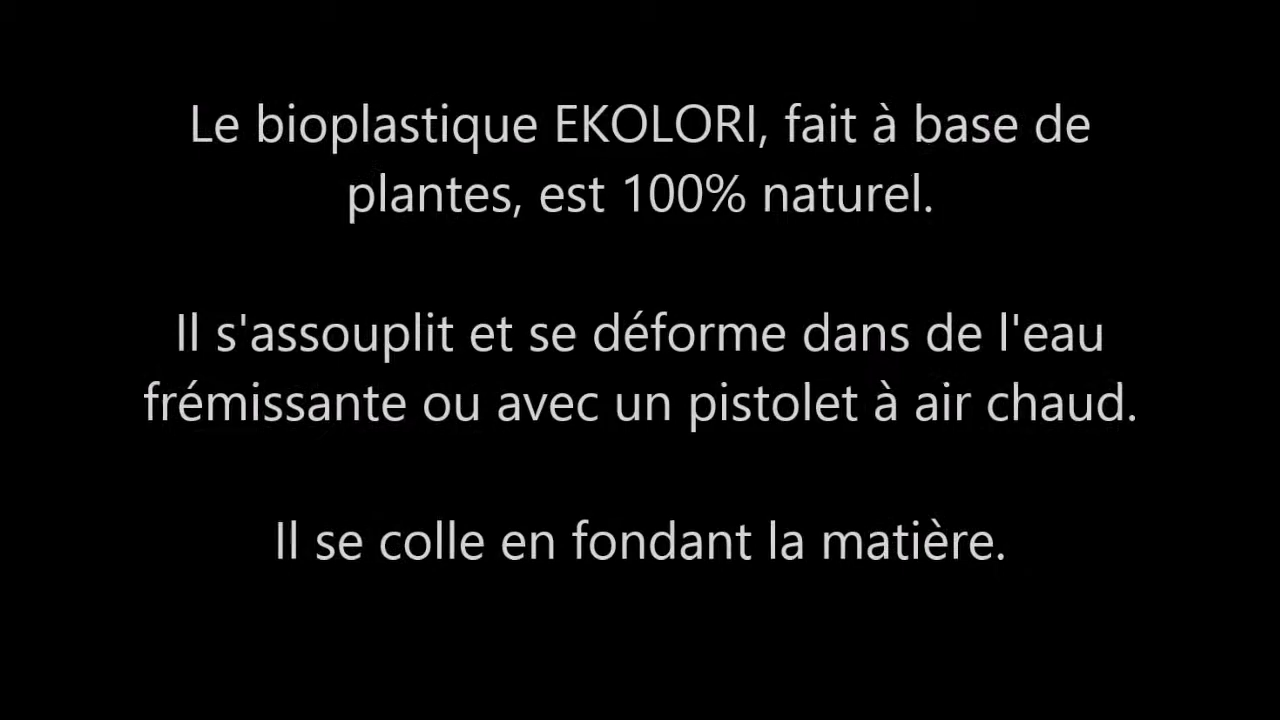 Le bioplastique EKOLORI, fait à base de
plantes, est 100% naturel.
Il s'assouplit et se déforme dans de l'eau
frémissante ou avec un pistolet à air chaud.
Il se colle en fondant la matière.